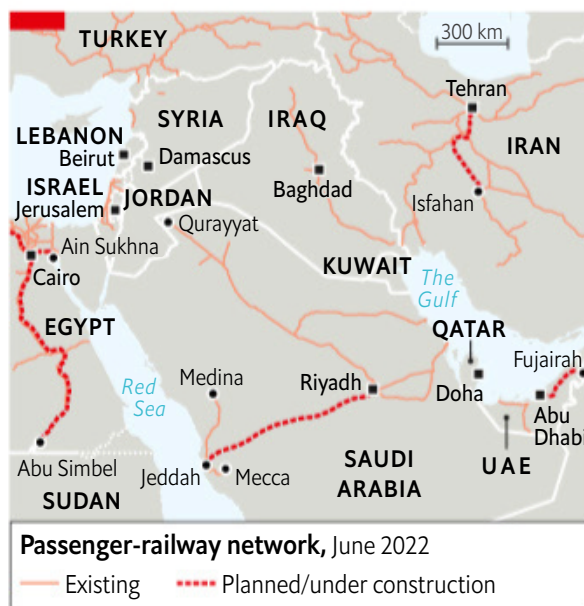 TURKEY
300 km
Tehran
SYRIA
IRAQ
LEBANON
IRAN
Beirut
Damascus
ISRAEL
JORDAN
Baghdad
Isfahan
Jerusalem
Qurayyat
Ain Sukhna
KUWAIT
Cairo
The
Gulf
EGYPT
QATAR
Fujairah
Red
Sea
Medina
Riyadh
Doha
Abu
Dhabi
Abu Simbel
Jeddah
Mecca
SAUDI
ARABIA
UAE
SUDAN
Passenger-railway network, June 2022
Existing
Planned/under construction